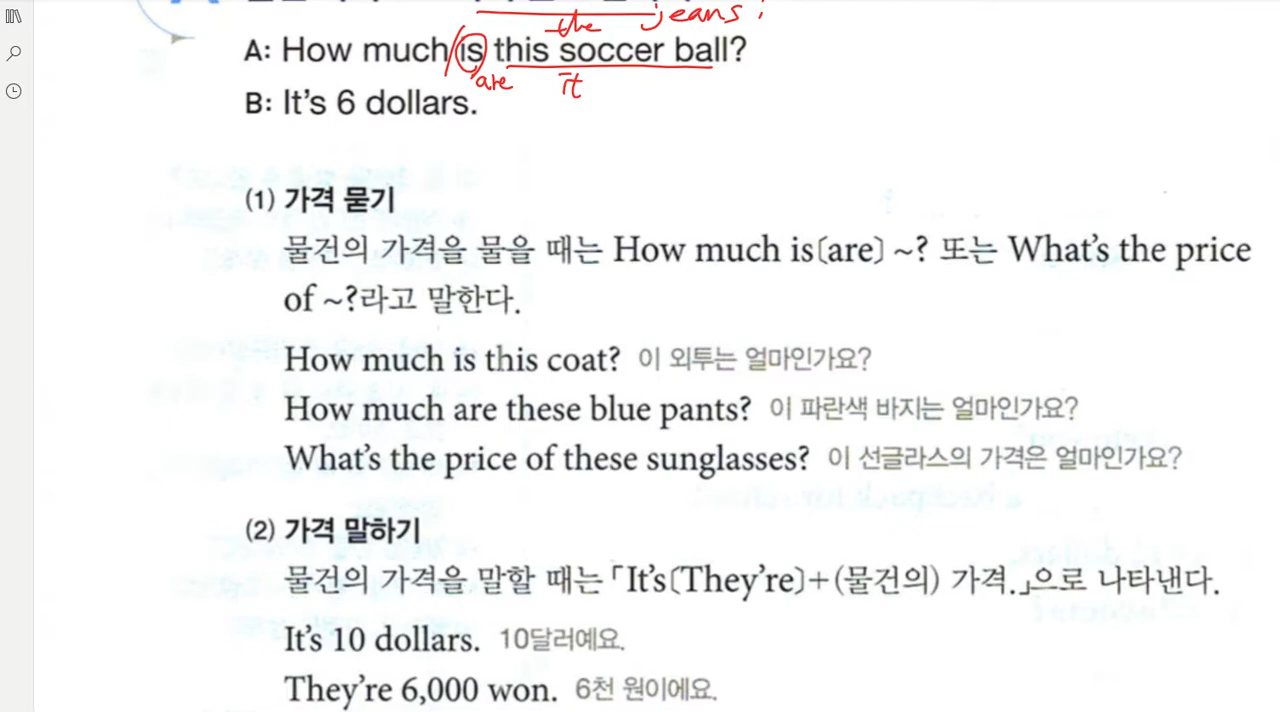 the jeans?
A: How much is this soccer ball?
are it
B: It's 6 dollars.
(1) 가격 묻기
물건의 가격을 물을 때는 How much is(are) ~? 또는 What's the price
of ~?라고 말한다.
How much is this coat? 이 외투는 얼마인가요?
How much are these blue pants? 이 파란색 바지는 얼마인가요?
What's the price of these sunglasses? 이 선글라스의 가격은 얼마인가요?
(2) 가격 말하기
물건의 가격을 말할 때는 「It's(They're)+(물건의) 가격.」으로 나타낸다.
It's 10 dollars. 10달러예요.
They're 6,000 won. 6천 원이에요.